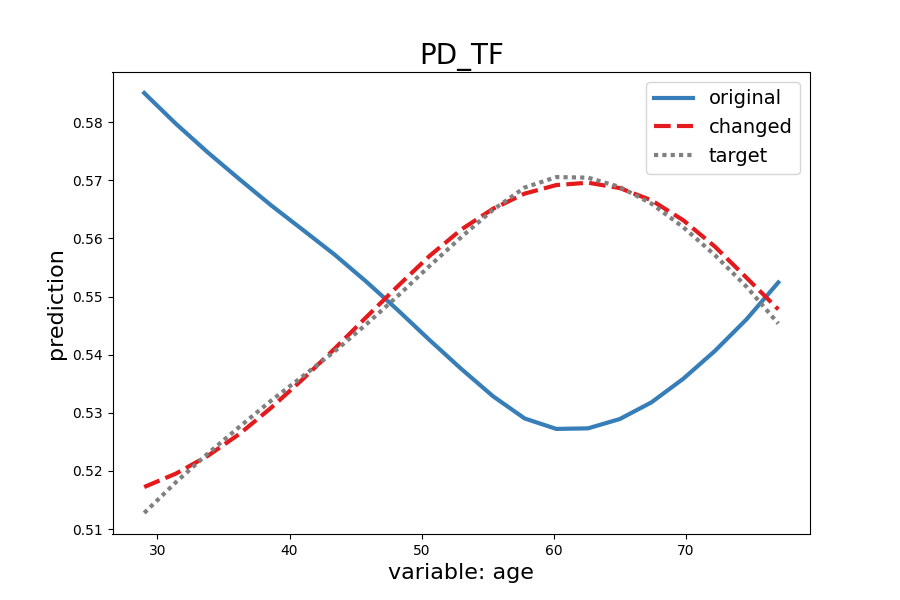 PD_TF
original
changed
target
prediction
0.58
0.57
0.56
0.55
0.54
0.53
0.52
0.51
30 40 50 60 70
variable: age